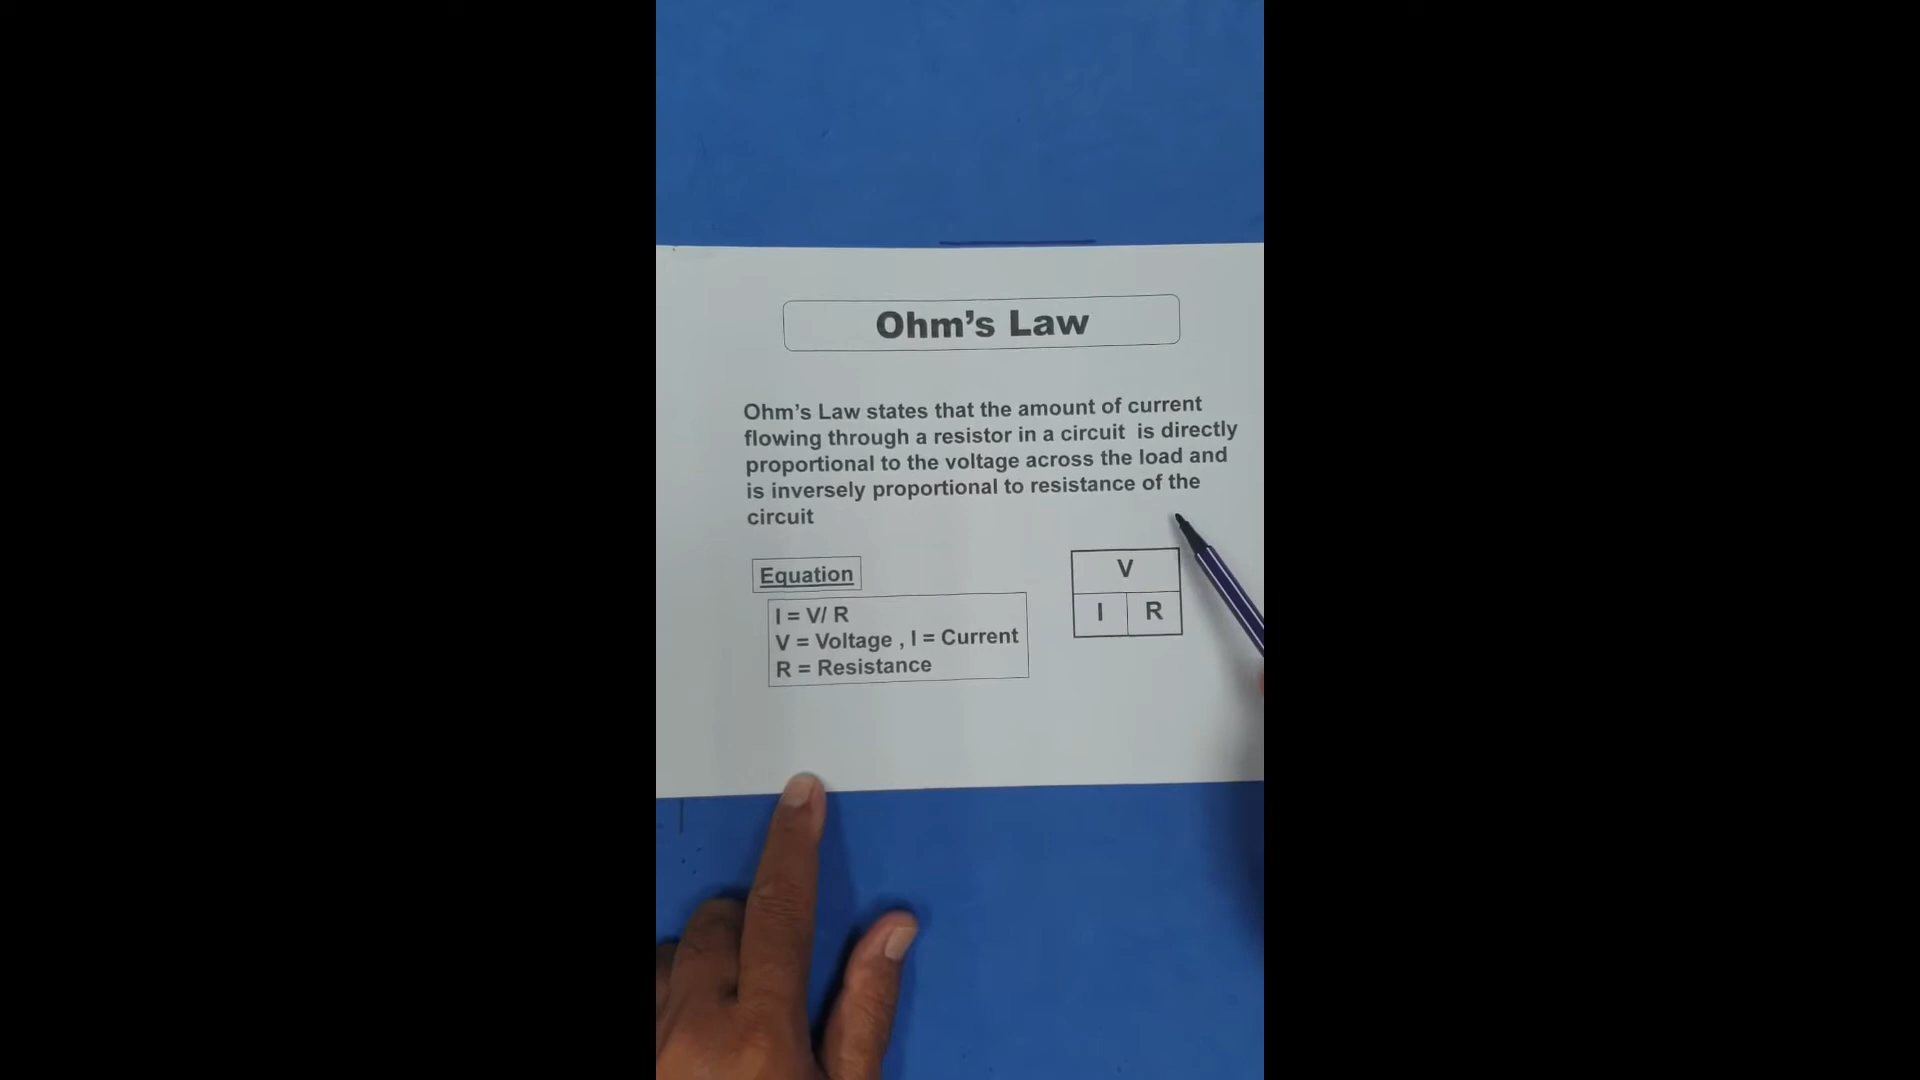 Ohm's Law
Ohm's Law states that the amount of current
flowing through a resistor in a circuit is directly
proportional to the voltage across the load and
is inversely proportional to resistance of the
circuit
Equation
I = V/ R
V = Voltage , I = Current
R = Resistance
V
I R